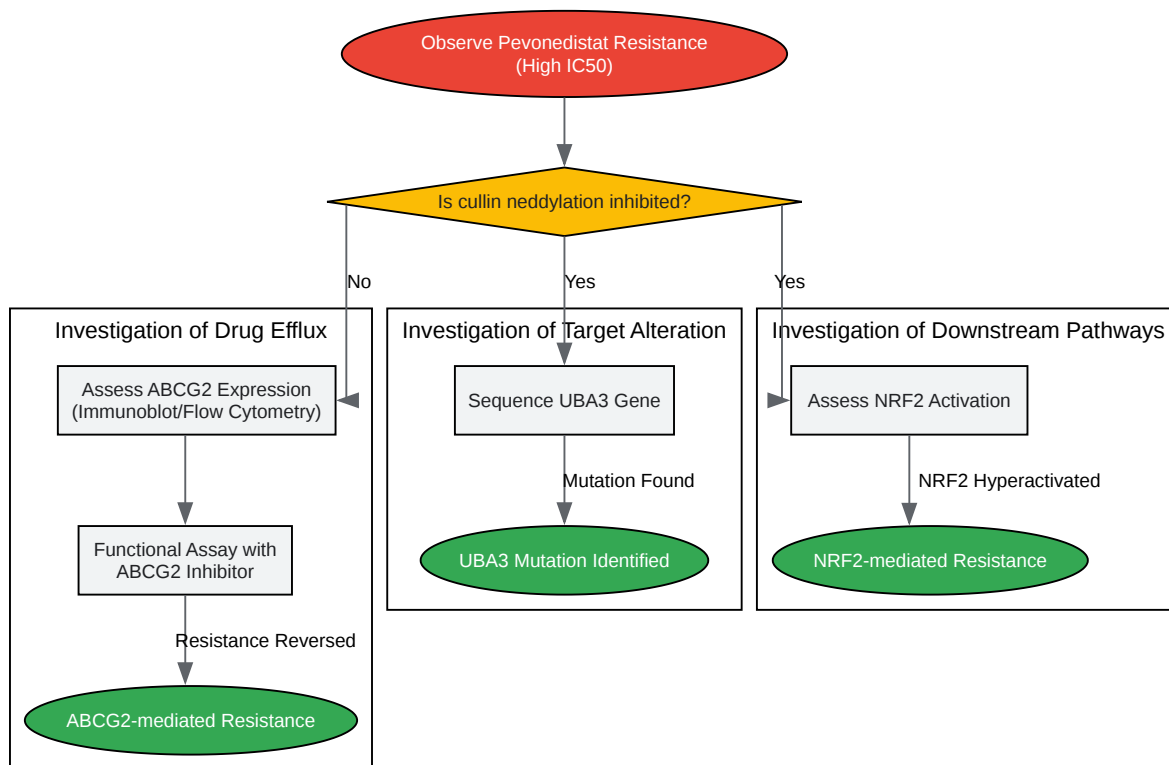 Observe Pevonedistat Resistance
(High IC50)
Is cullin neddylation inhibited?
No
Yes
Yes
Investigation of Drug Efflux
Assess ABCG2 Expression
(Immunoblot/Flow Cytometry)
Functional Assay with
ABCG2 Inhibitor
Resistance Reversed
ABCG2-mediated Resistance
Investigation of Target Alteration
Sequence UBA3 Gene
Mutation Found
UBA3 Mutation Identified
Investigation of Downstream Pathways
Assess NRF2 Activation
NRF2 Hyperactivated
NRF2-mediated Resistance